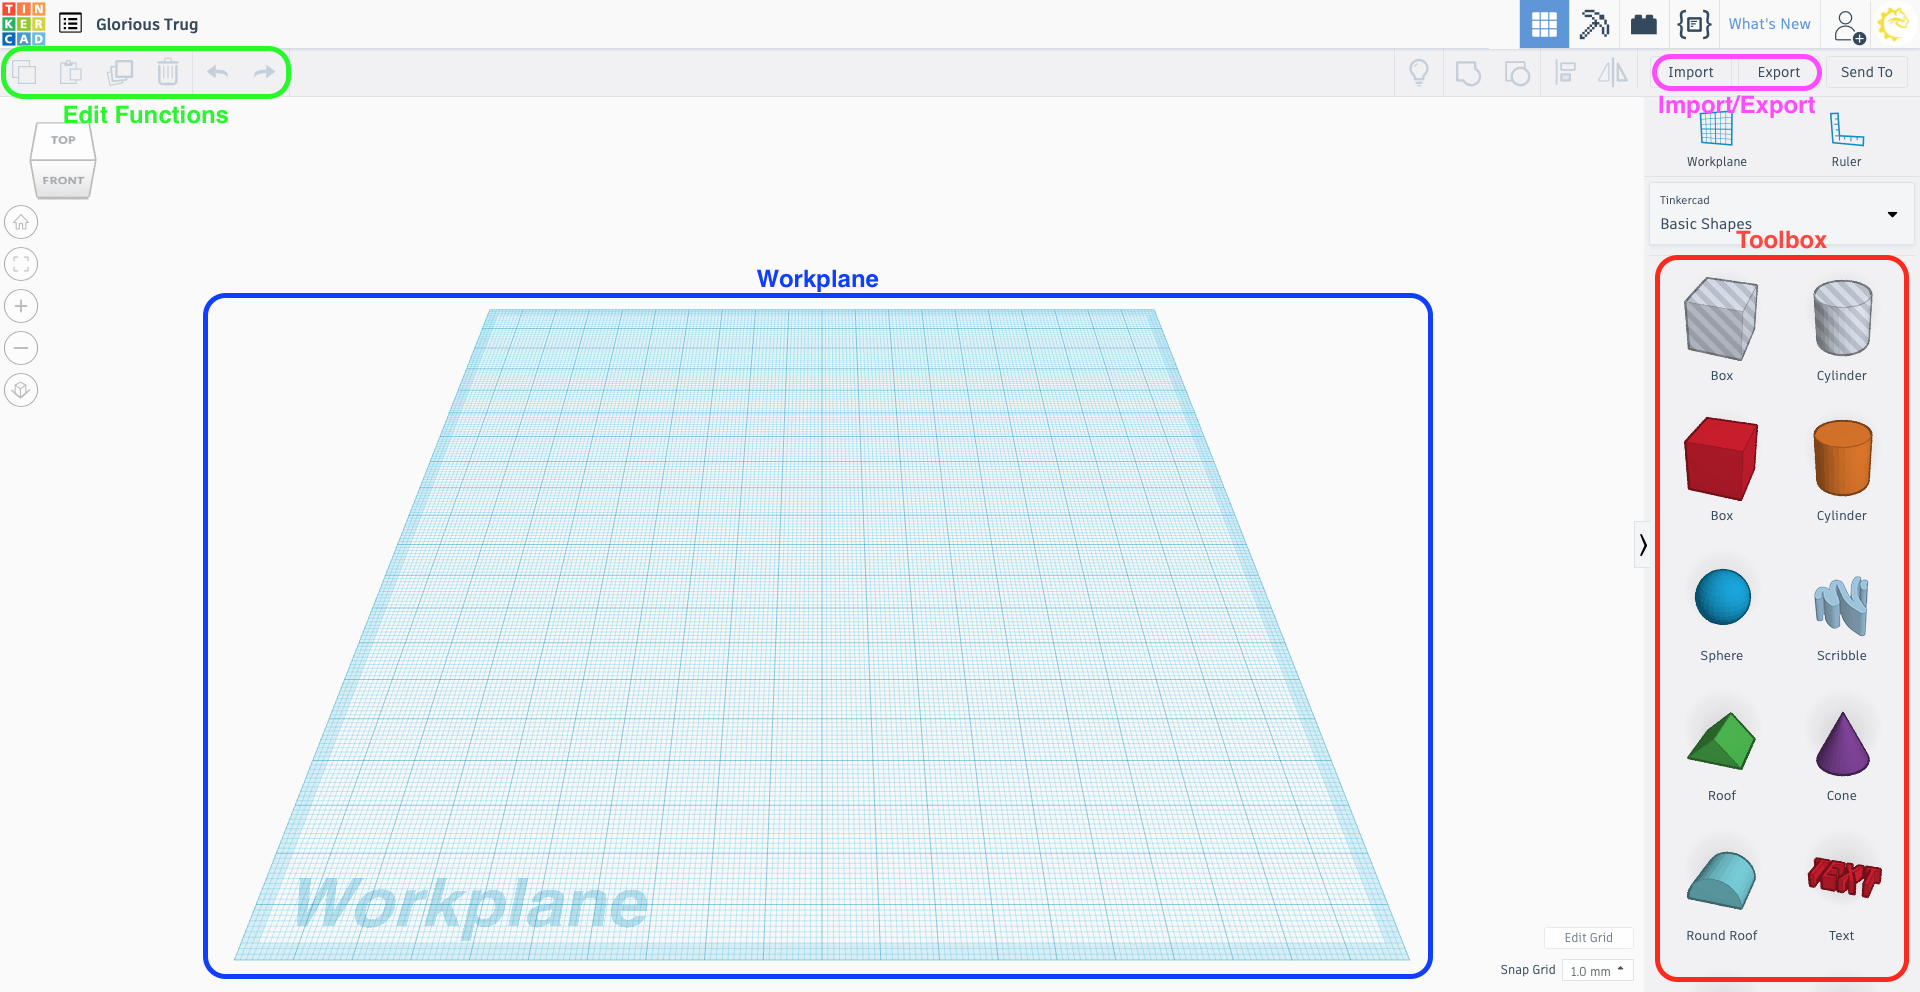 TIN
KER
CAD
Glorious Trug
What's New
Import
Export
Send To
Edit Functions
Import/Export
TOP
FRONT
Workplane
Ruler
Tinkercad
Basic Shapes
Toolbox
Workplane
Box
Cylinder
Box
Cylinder
Sphere
Scribble
Roof
Cone
TEXT
Round Roof
Text
Workplane
Edit Grid
Snap Grid
1.0 mm